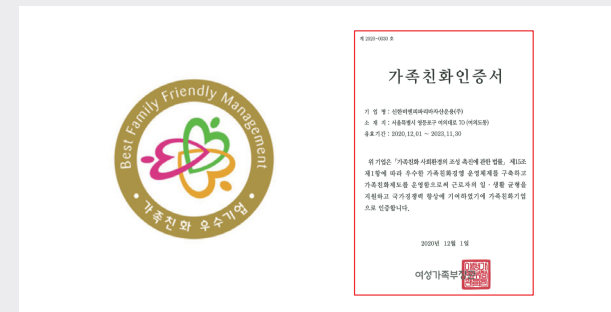 Best Family Friendly Management
가족친화 우수기업
제 2020-0030 호
가족친화인증서
기 업 명 : 신한비엔피파리바자산운용(주)
소 재 지 : 서울특별시 영등포구 여의대로 70 (여의도동)
유효기간 : 2020.12.01 ~ 2023.11.30
위 기업은 「가족친화 사회환경의 조성 촉진에 관한 법률」 제15조
제1항에 따라 우수한 가족친화경영 운영체제를 구축하고
가족친화제도를 운영함으로써 근로자의 일 · 생활 균형을
지원하고 국가경쟁력 향상에 기여하였기에 가족친화기업
으로 인증합니다.
2020년 12월 1일
여성가족부장관